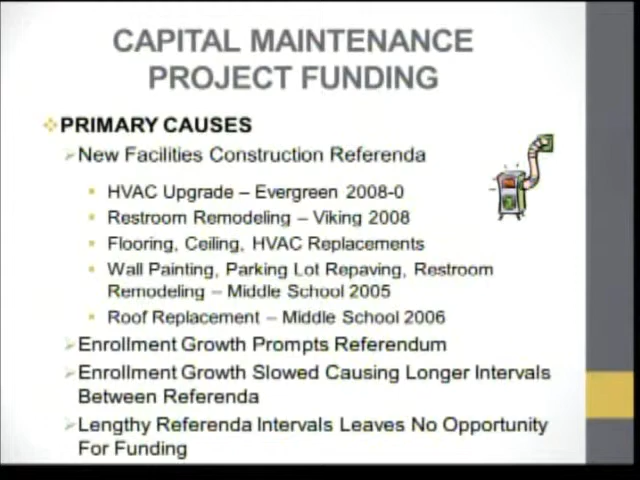 CAPITAL MAINTENANCE
PROJECT FUNDING
PRIMARY CAUSES
New Facilities Construction Referenda
HVAC Upgrade – Evergreen 2008-0
Restroom Remodeling – Viking 2008
Flooring, Ceiling, HVAC Replacements
Wall Painting, Parking Lot Repaving, Restroom
Remodeling – Middle School 2005
Roof Replacement – Middle School 2006
Enrollment Growth Prompts Referendum
Enrollment Growth Slowed Causing Longer Intervals
Between Referenda
Lengthy Referenda Intervals Leaves No Opportunity
For Funding